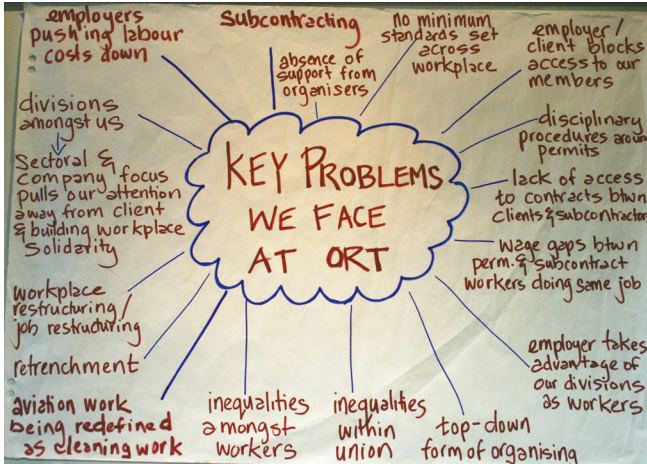 employers
pushing labour
costs down
Subcontracting
absence of
support from
organisers
no minimum
standards set
across
workplace
employer/
client blocks
access to our
members
divisions
amongst us
Sectoral &
company focus
pulls our attention
away from client
& building workplace
Solidarity
KEY PROBLEMS
WE FACE
AT ORT
disciplinary
procedures around
permits
lack of access
to contracts btwn
clients & subcontractors
wage gaps btwn
perm. & subcontract
workers doing same job
workplace
restructuring/
job restructuring
retrenchment
aviation work
being redefined
as cleaning work
inequalities
amongst
workers
inequalities
within
union
top-down
form of organising
employer takes
advantage of
our divisions
as workers